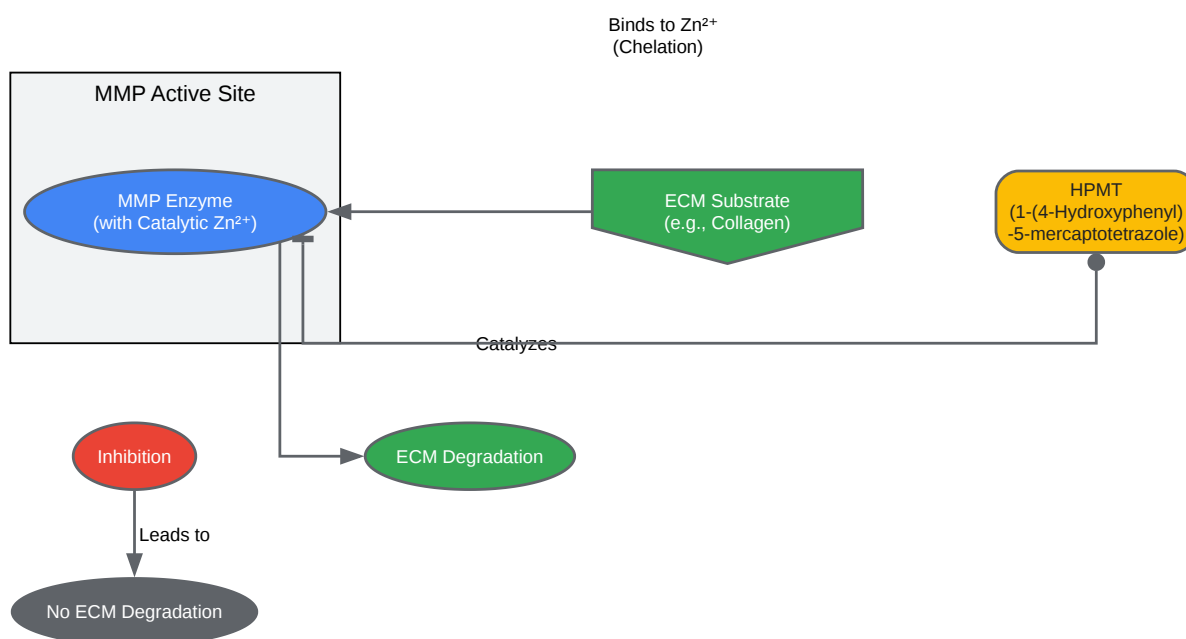 Binds to Zn²⁺
(Chelation)
MMP Active Site
MMP Enzyme
(with Catalytic Zn²⁺)
ECM Substrate
(e.g., Collagen)
HPMT
(1-(4-Hydroxyphenyl)
-5-mercaptotetrazole)
Catalyzes
Inhibition
ECM Degradation
Leads to
No ECM Degradation